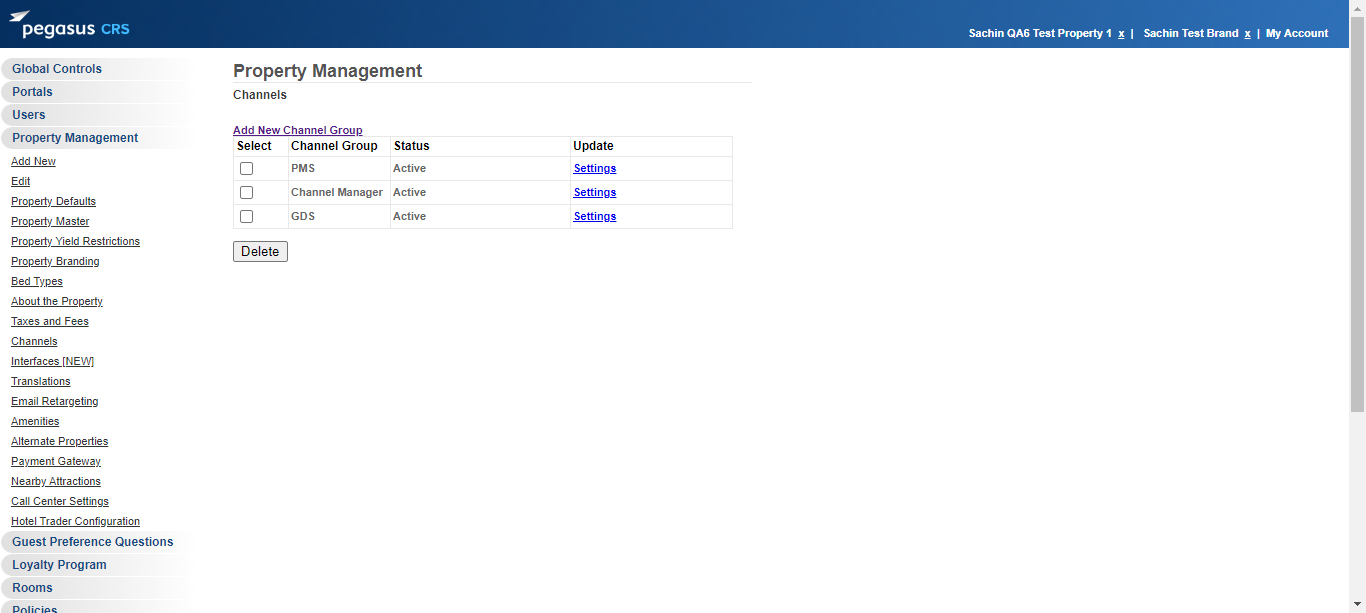 pegasus CRS
Sachin QA6 Test Property 1 x | Sachin Test Brand x | My Account
Global Controls
Portals
Users
Property Management
Add New
Edit
Property Defaults
Property Master
Property Yield Restrictions
Property Branding
Bed Types
About the Property
Taxes and Fees
Channels
Interfaces [NEW]
Translations
Email Retargeting
Amenities
Alternate Properties
Payment Gateway
Nearby Attractions
Call Center Settings
Hotel Trader Configuration
Guest Preference Questions
Loyalty Program
Rooms
Policies
Property Management
Channels
Add New Channel Group
Select Channel Group Status Update
PMS Active Settings
Channel Manager Active Settings
GDS Active Settings
Delete